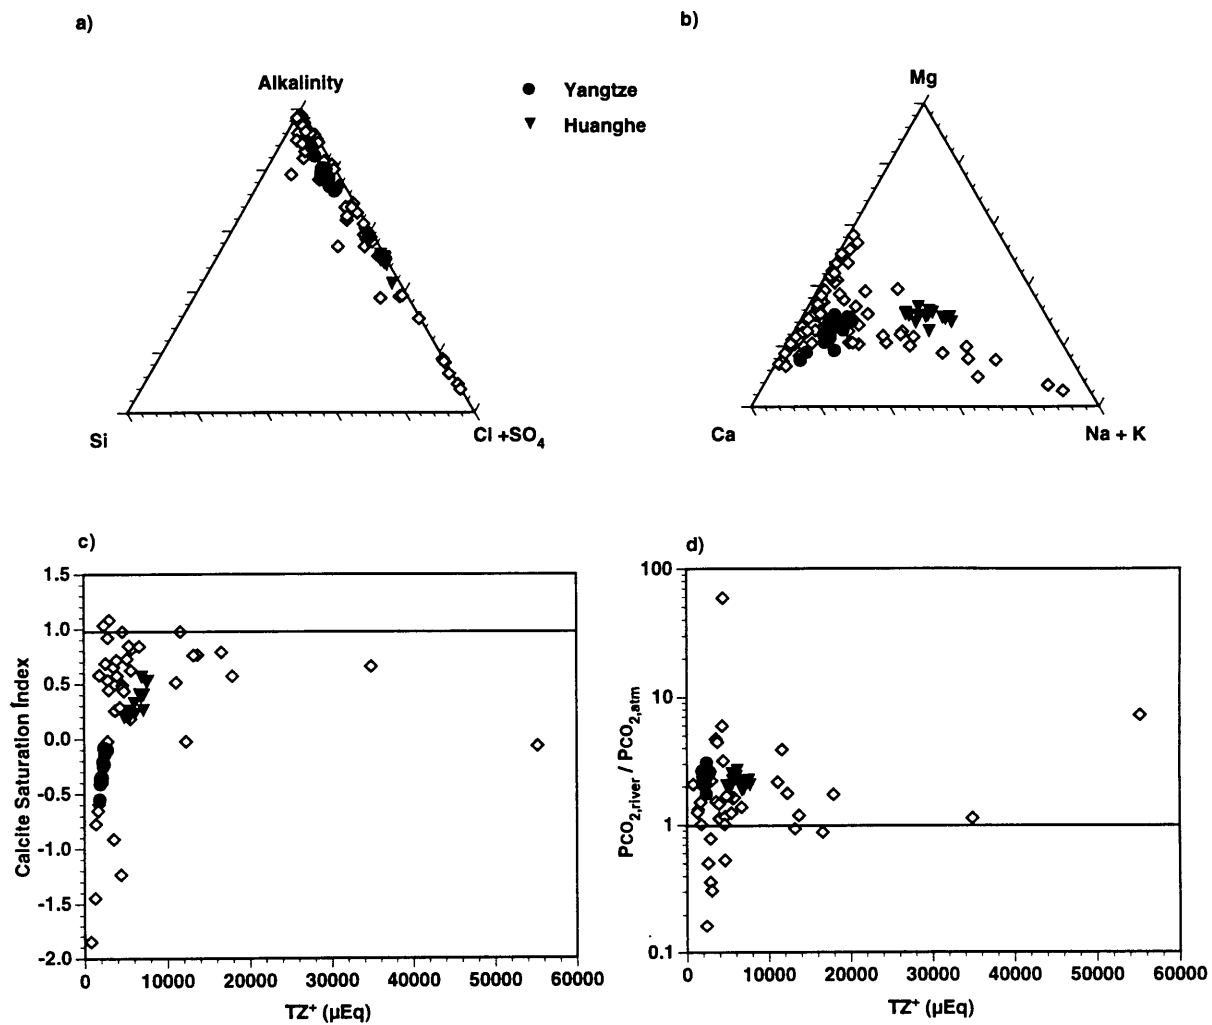 a)
b)
Alkalinity
Yangtze
Huanghe
Si
Cl +SO4
Mg
Ca
Na + K
c)
d)
1.5
1.0
0.5
0.0
-0.5
-1.0
-1.5
-2.0
Calcite Saturation Index
0 10000 20000 30000 40000 50000 60000
TZ+ (µEq)
100
10
1
0.1
PCO2,river / PCO2,atm
0 10000 20000 30000 40000 50000 60000
TZ+ (µEq)